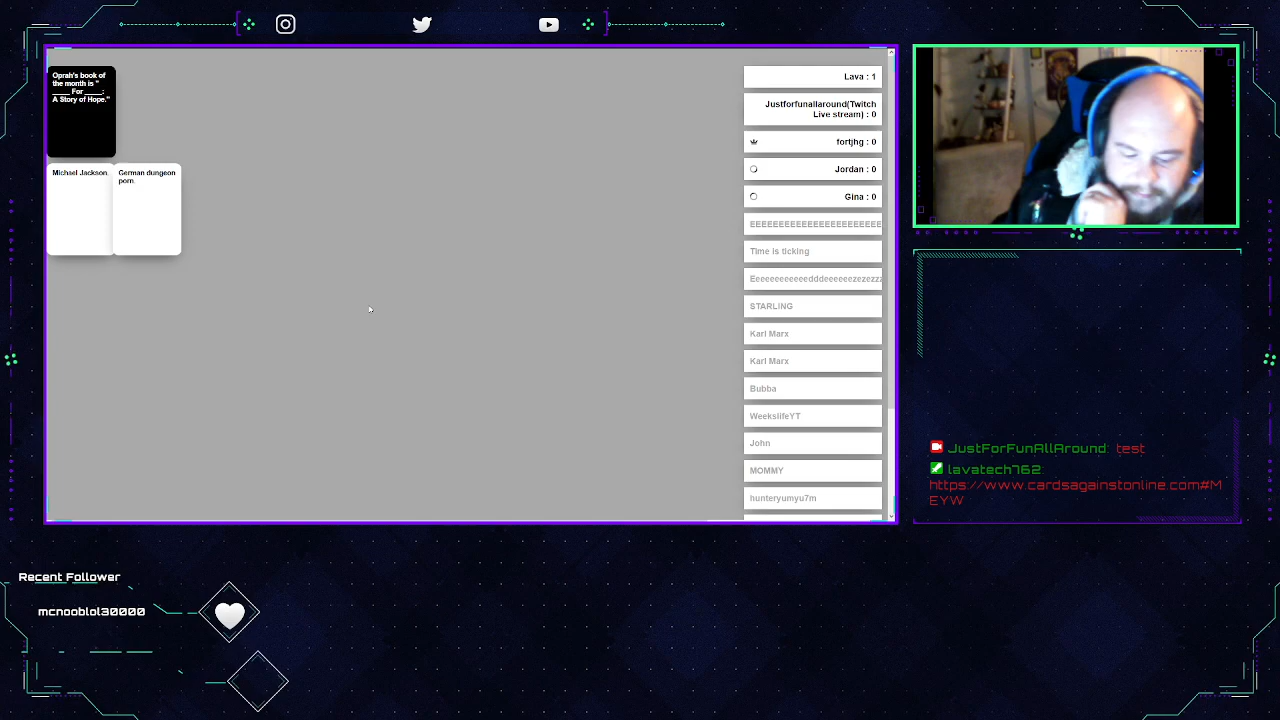 Oprah's book of
the month is "
_____ For _____:
A Story of Hope."
Michael Jackson.
German dungeon
porn.
Lava : 1
Justforfunallaround(Twitch
Live stream) : 0
fortjhg : 0
Jordan : 0
Gina : 0
EEEEEEEEEEEEEEEEEEEEEEE
Time is ticking
Eeeeeeeeeeedddeeeeeezezezzz
STARLING
Karl Marx
Karl Marx
Bubba
WeekslifeYT
John
MOMMY
hunteryumyu7m
JustForFunAllAround: test
lavatech762:
https://www.cardsagainstonline.com#M
EYW
Recent Follower
mcnooblol30000